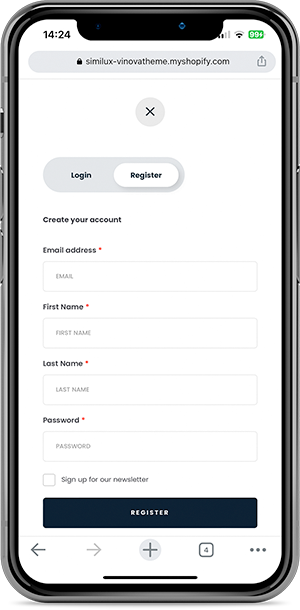 14:24
99
similux-vinovatheme.myshopify.com
Login
Register
Create your account
Email address *
EMAIL
First Name *
FIRST NAME
Last Name *
LAST NAME
Password *
PASSWORD
Sign up for our newsletter
REGISTER
4